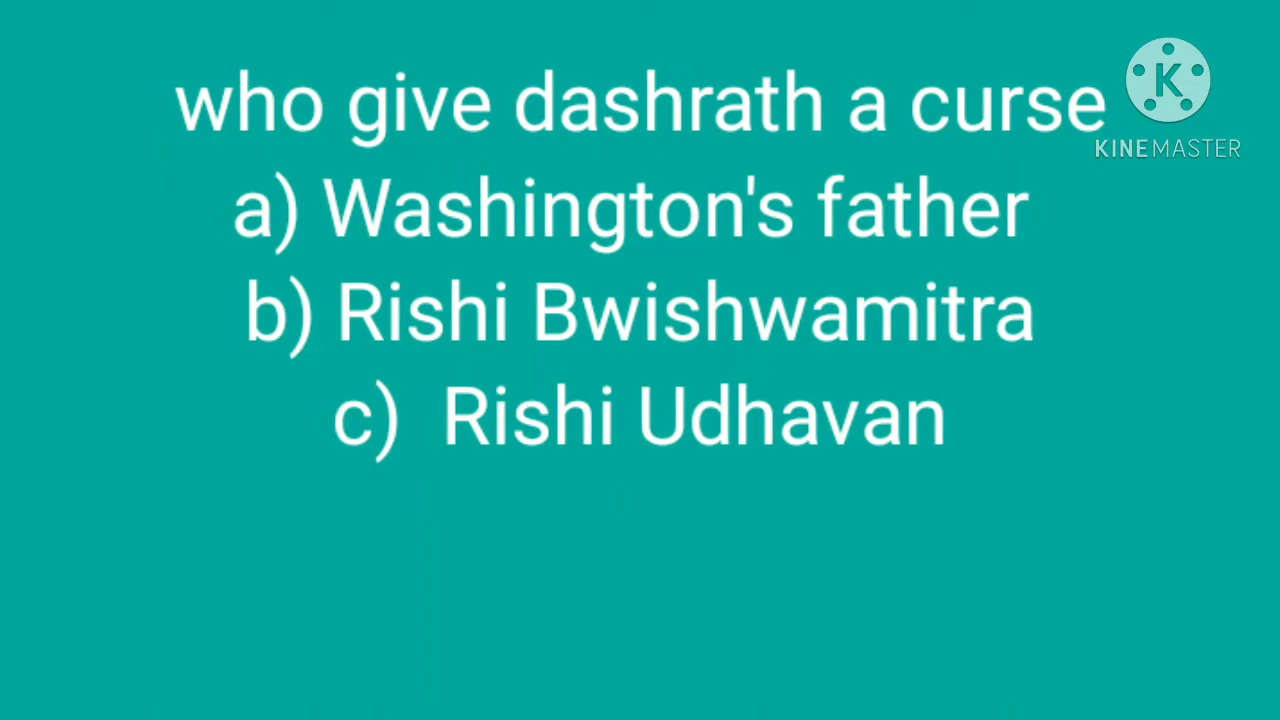 who give dashrath a curse
a) Washington's father
b) Rishi Bwishwamitra
c) Rishi Udhavan
K
KINEMASTER